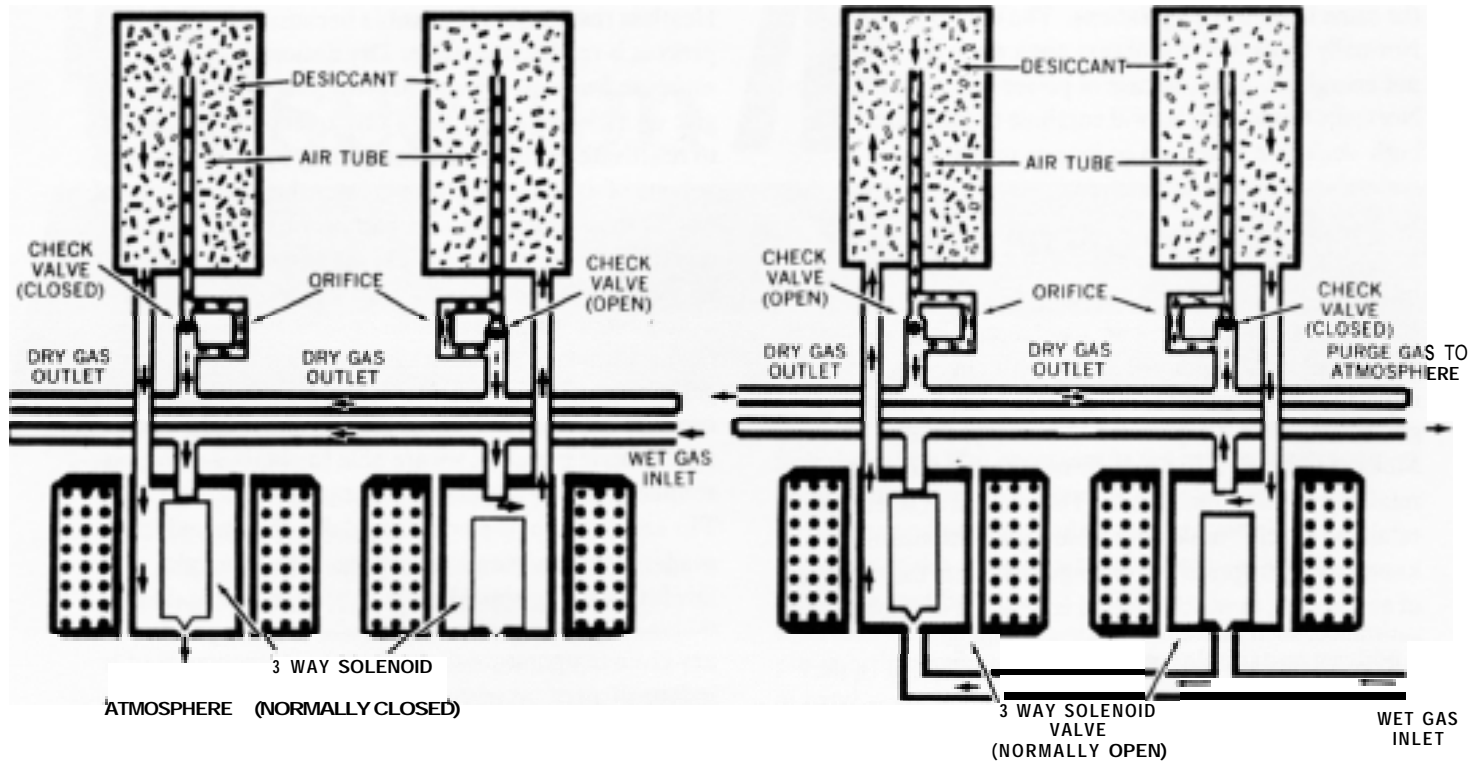 DESICCANT
AIR TUBE
CHECK
VALVE
(CLOSED)
ORIFICE
CHECK
VALVE
(OPEN)
DRY GAS
OUTLET
DRY GAS
OUTLET
WET GAS
INLET
3 WAY SOLENOID
ATMOSPHERE (NORMALLY CLOSED)
DESICCANT
AIR TUBE
CHECK
VALVE
(OPEN)
ORIFICE
CHECK
VALVE
(CLOSED)
DRY GAS
OUTLET
DRY GAS
OUTLET
PURGE GAS TO
ATMOSPHERE
3 WAY SOLENOID
VALVE
(NORMALLY OPEN)
WET GAS
INLET